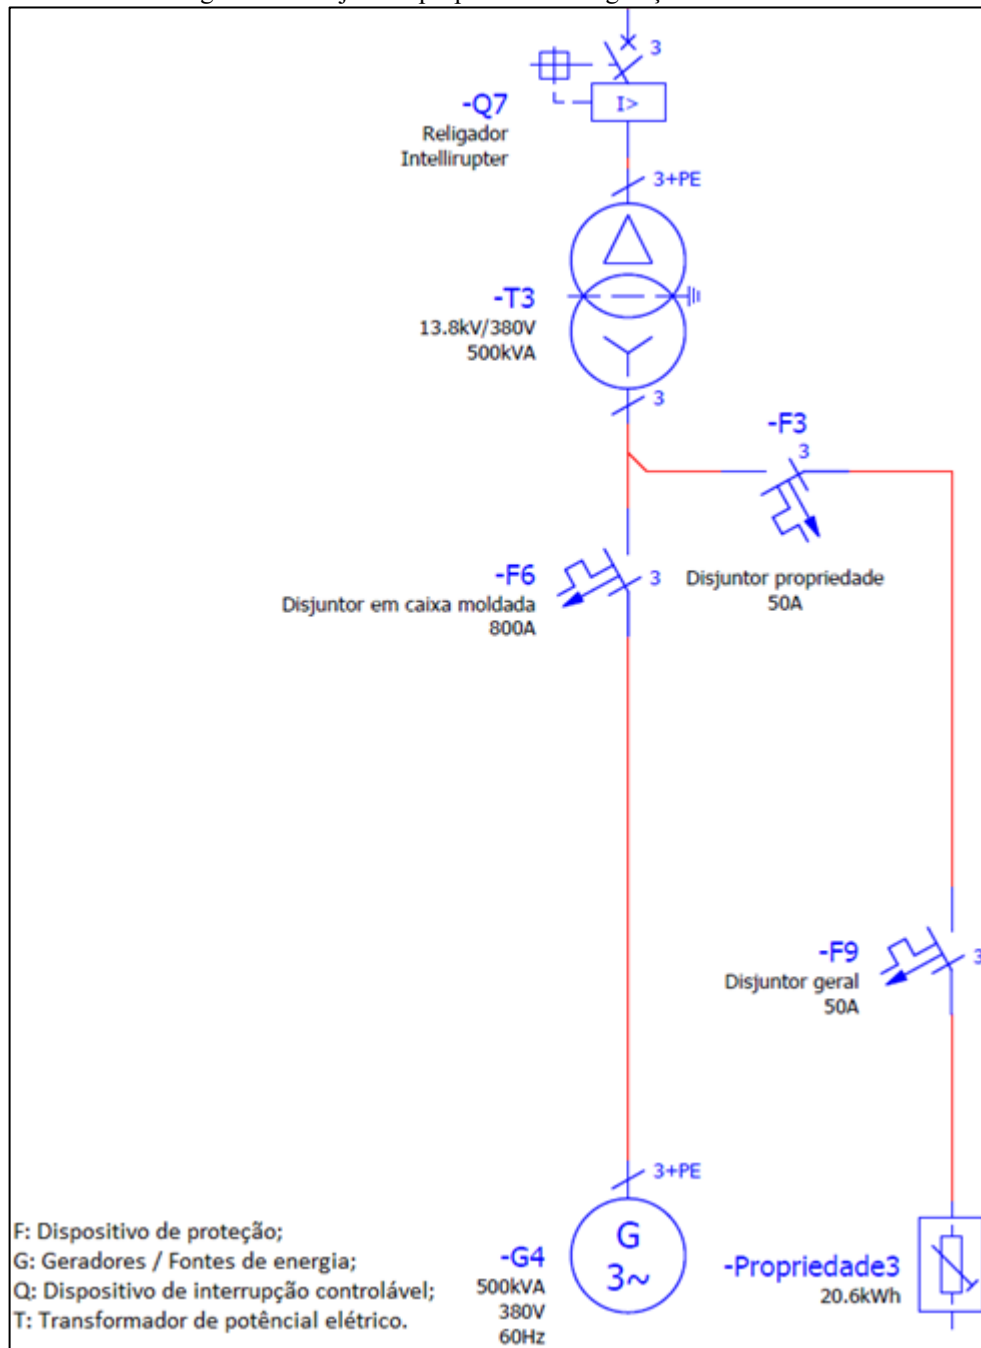 3
I>
-Q7
Religador
Intellirupter
3+PE
-T3
13.8kV/380V
500kVA
3
-F3
3
Disjuntor propriedade
50A
-F6
3
Disjuntor em caixa moldada
800A
-F9
3
Disjuntor geral
50A
3+PE
G
3~
-G4
500kVA
380V
60Hz
-Propriedade3
20.6kWh
F: Dispositivo de proteção;
G: Geradores / Fontes de energia;
Q: Dispositivo de interrupção controlável;
T: Transformador de potêncial elétrico.